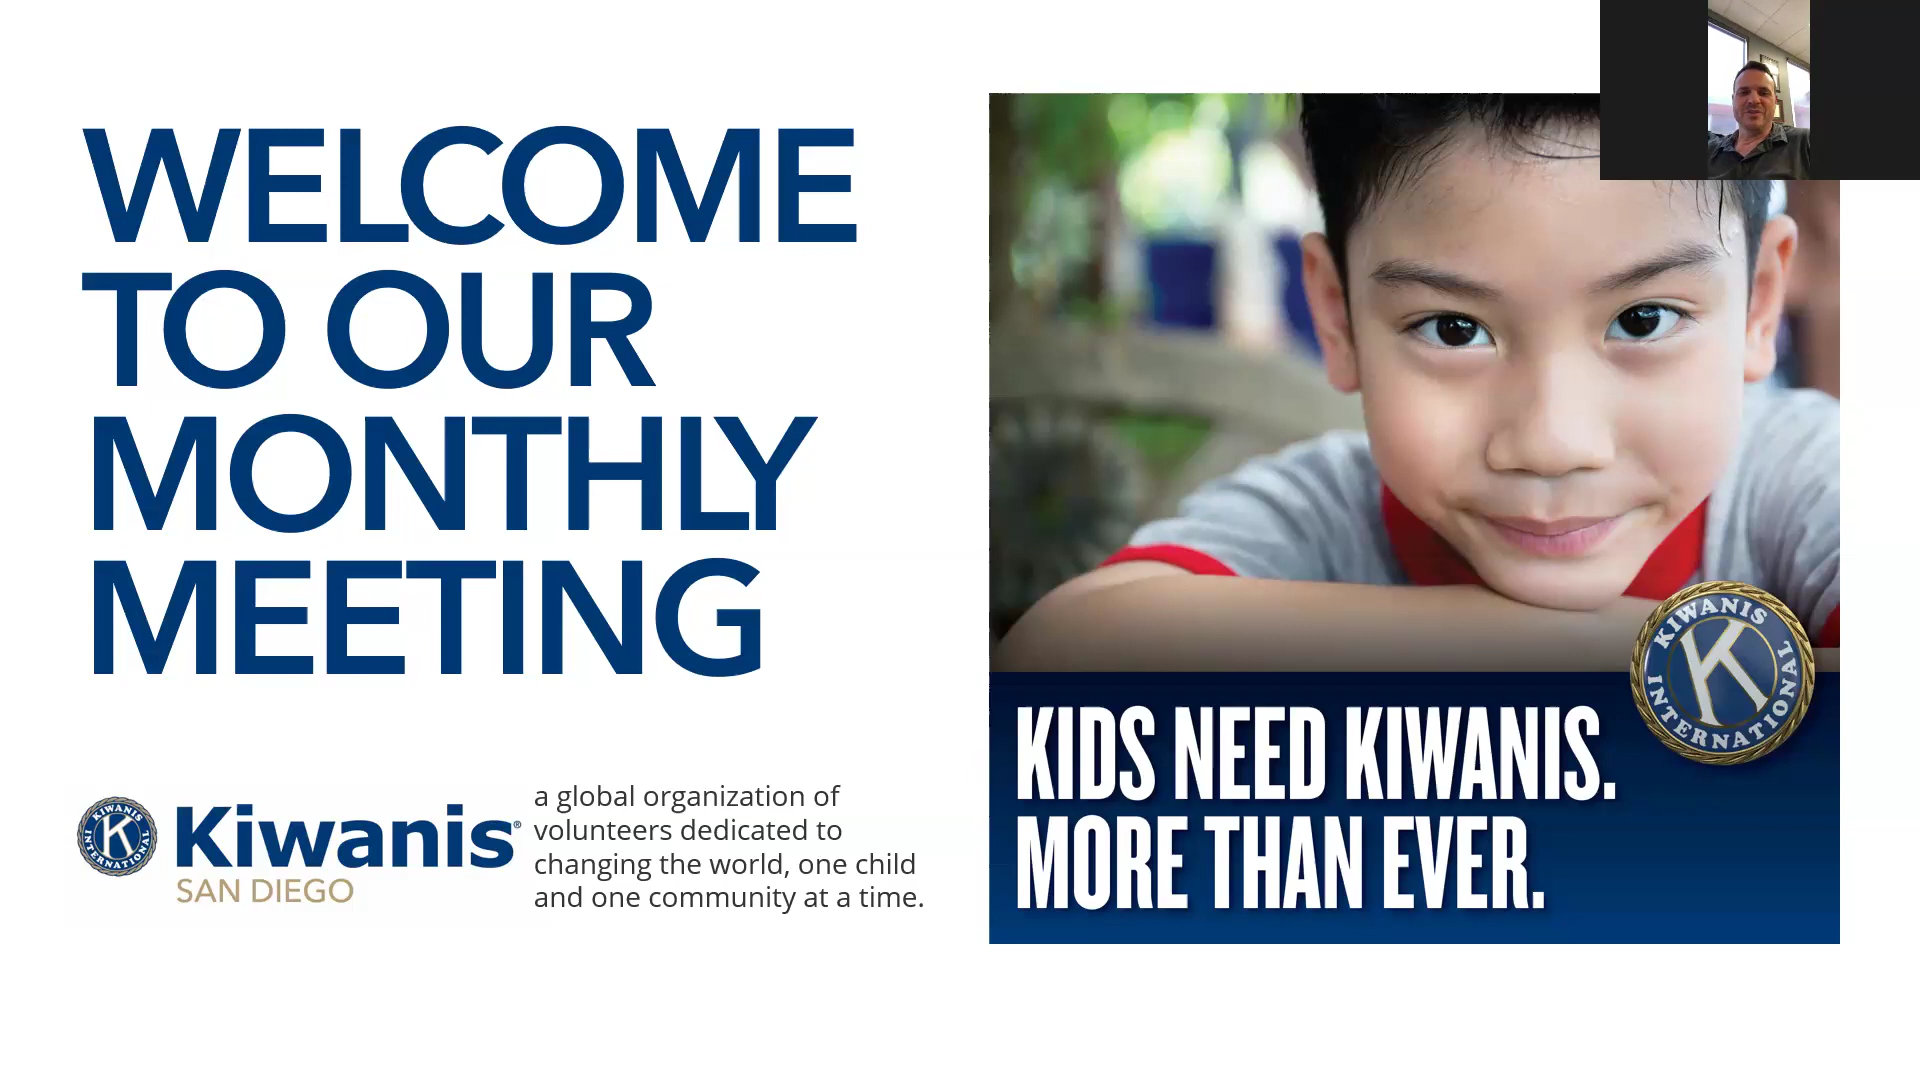 WELCOME
TO OUR
MONTHLY
MEETING
KIWANIS
INTERNATIONAL
K
Kiwanis®
SAN DIEGO
a global organization of
volunteers dedicated to
changing the world, one child
and one community at a time.
KIWANIS
INTERNATIONAL
K
KIDS NEED KIWANIS.
MORE THAN EVER.